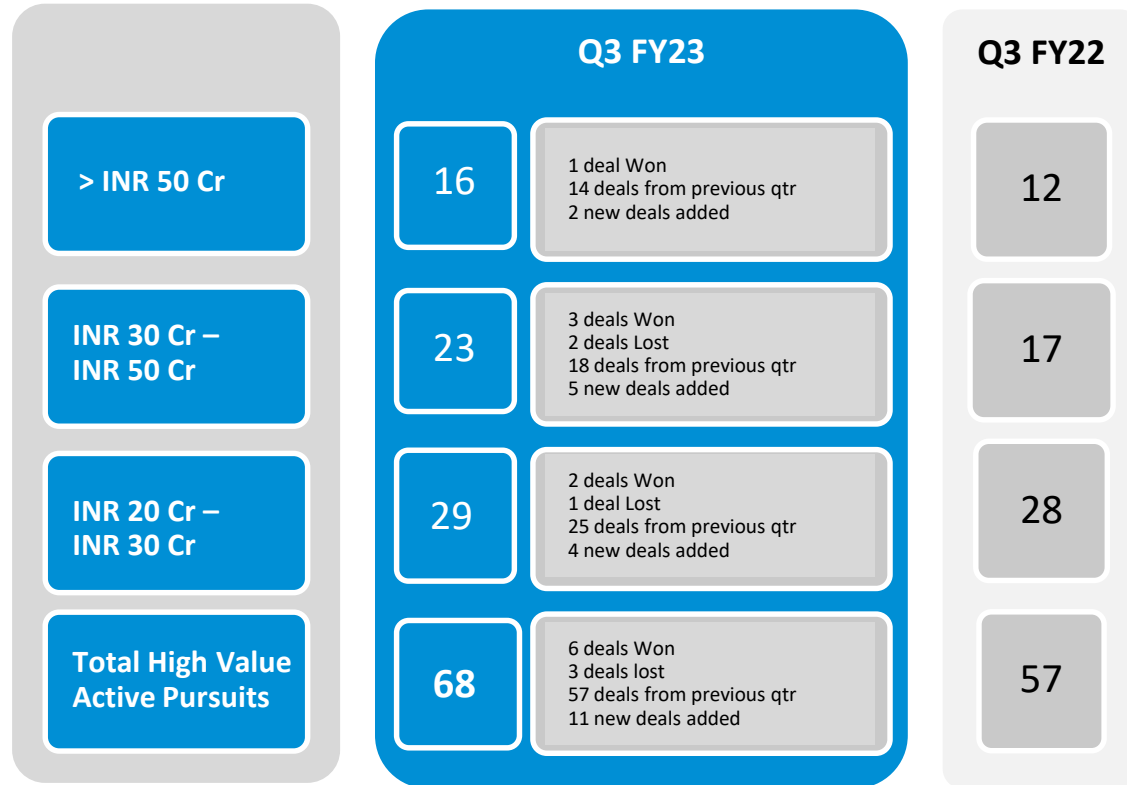 Q3 FY23
Q3 FY22
> INR 50 Cr
16
1 deal Won
14 deals from previous qtr
2 new deals added
12
INR 30 Cr –
INR 50 Cr
23
3 deals Won
2 deals Lost
18 deals from previous qtr
5 new deals added
17
INR 20 Cr –
INR 30 Cr
29
2 deals Won
1 deal Lost
25 deals from previous qtr
4 new deals added
28
Total High Value
Active Pursuits
68
6 deals Won
3 deals lost
57 deals from previous qtr
11 new deals added
57